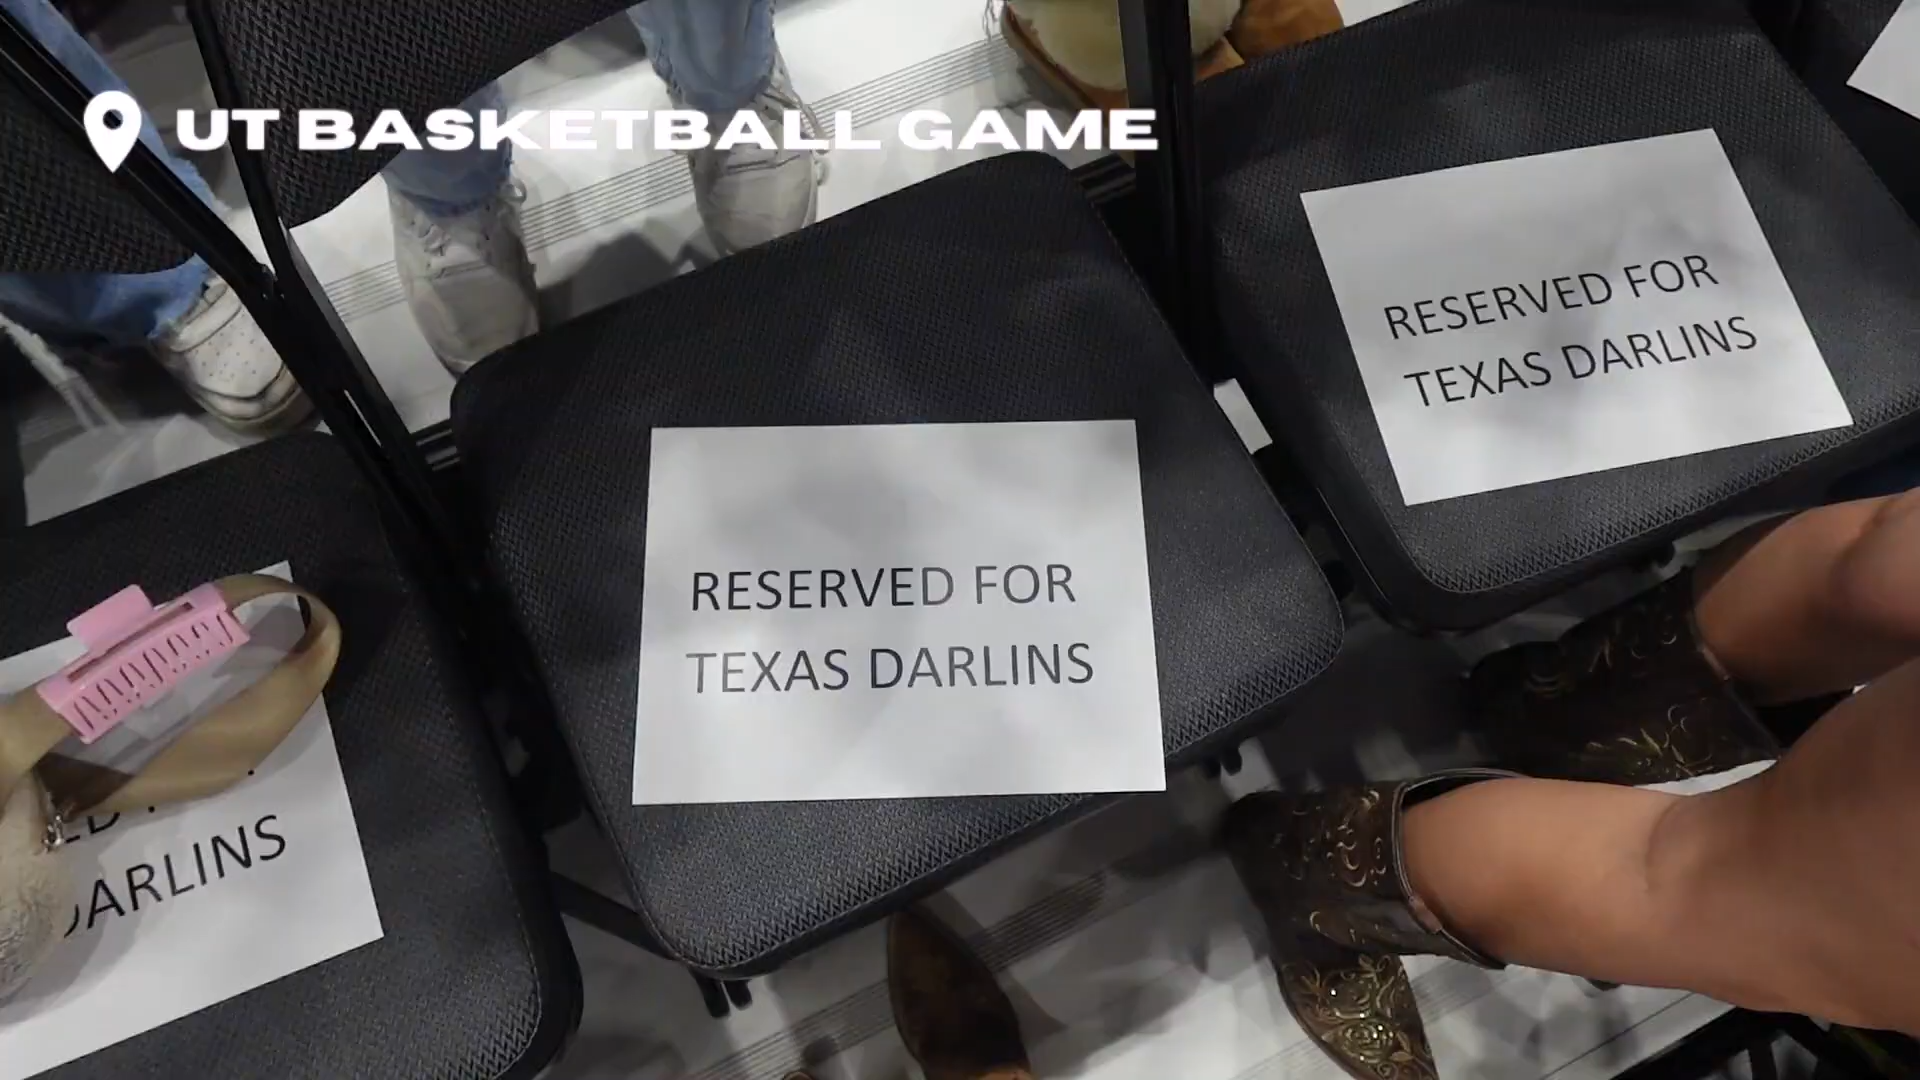 UT BASKETBALL GAME
RESERVED FOR
TEXAS DARLINS
RESERVED FOR
TEXAS DARLINS
DARLINS